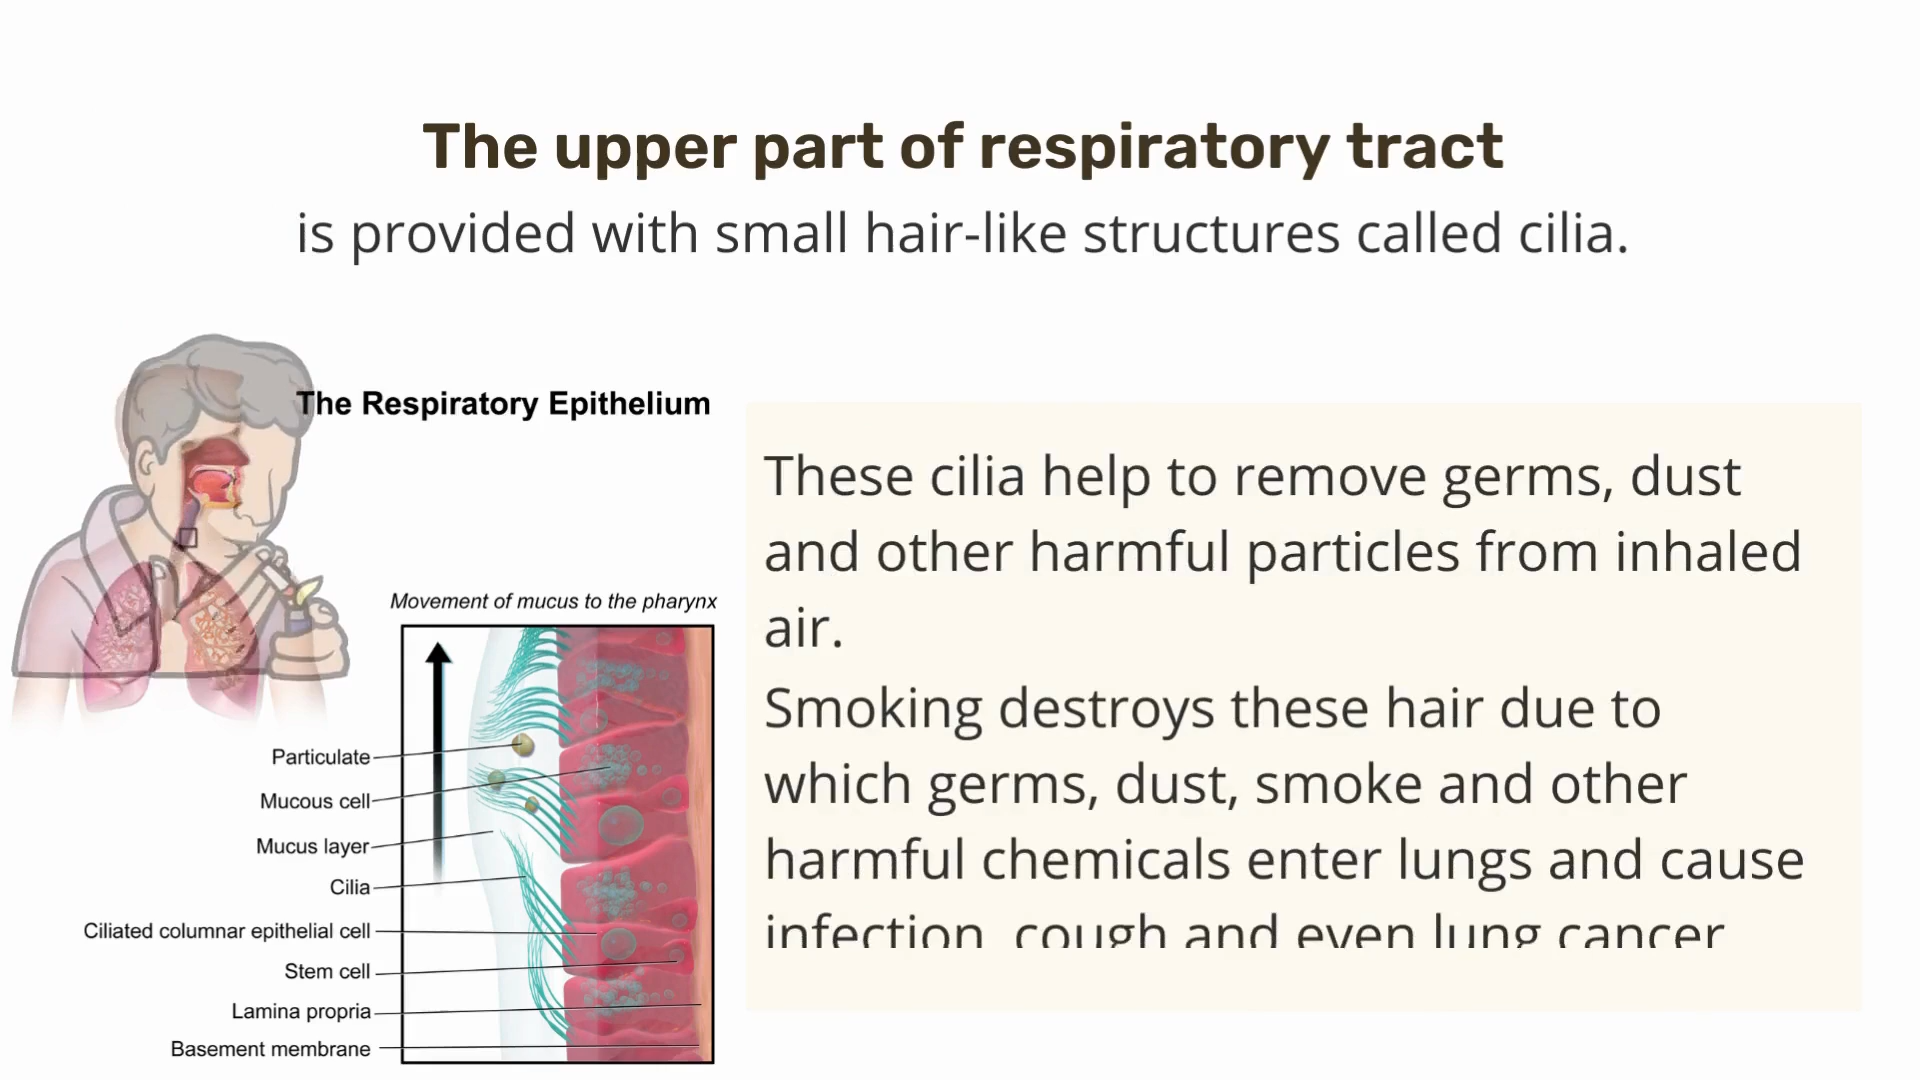 The upper part of respiratory tract
is provided with small hair-like structures called cilia.
The Respiratory Epithelium
These cilia help to remove germs, dust
and other harmful particles from inhaled
air.
Smoking destroys these hair due to
which germs, dust, smoke and other
harmful chemicals enter lungs and cause
infection, cough and even lung cancer
Movement of mucus to the pharynx
Particulate
Mucous cell
Mucus layer
Cilia
Ciliated columnar epithelial cell
Stem cell
Lamina propria
Basement membrane